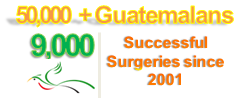 50,000 + Guatemalans
9,000
Successful
Surgeries since
2001